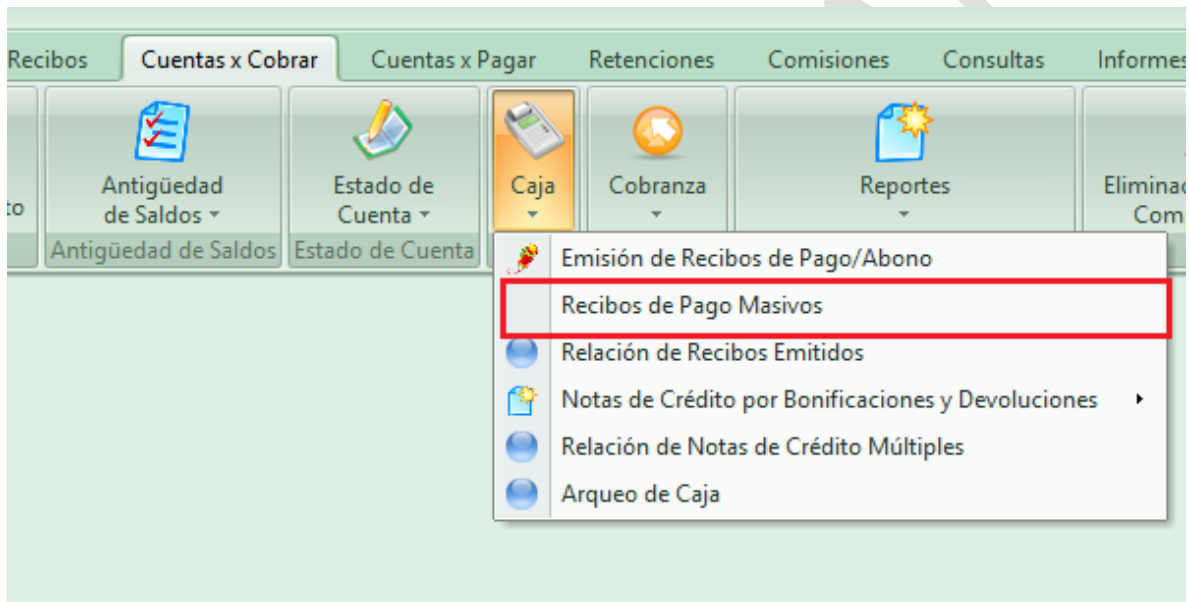 Recibos Cuentas x Cobrar Cuentas x Pagar Retenciones Comisiones Consultas Informes
Antigüedad
de Saldos
Estado de
Cuenta
Caja
Cobranza
Reportes
Antigüedad de Saldos Estado de Cuenta
Emisión de Recibos de Pago/Abono
Recibos de Pago Masivos
Relación de Recibos Emitidos
Notas de Crédito por Bonificaciones y Devoluciones
Relación de Notas de Crédito Múltiples
Arqueo de Caja